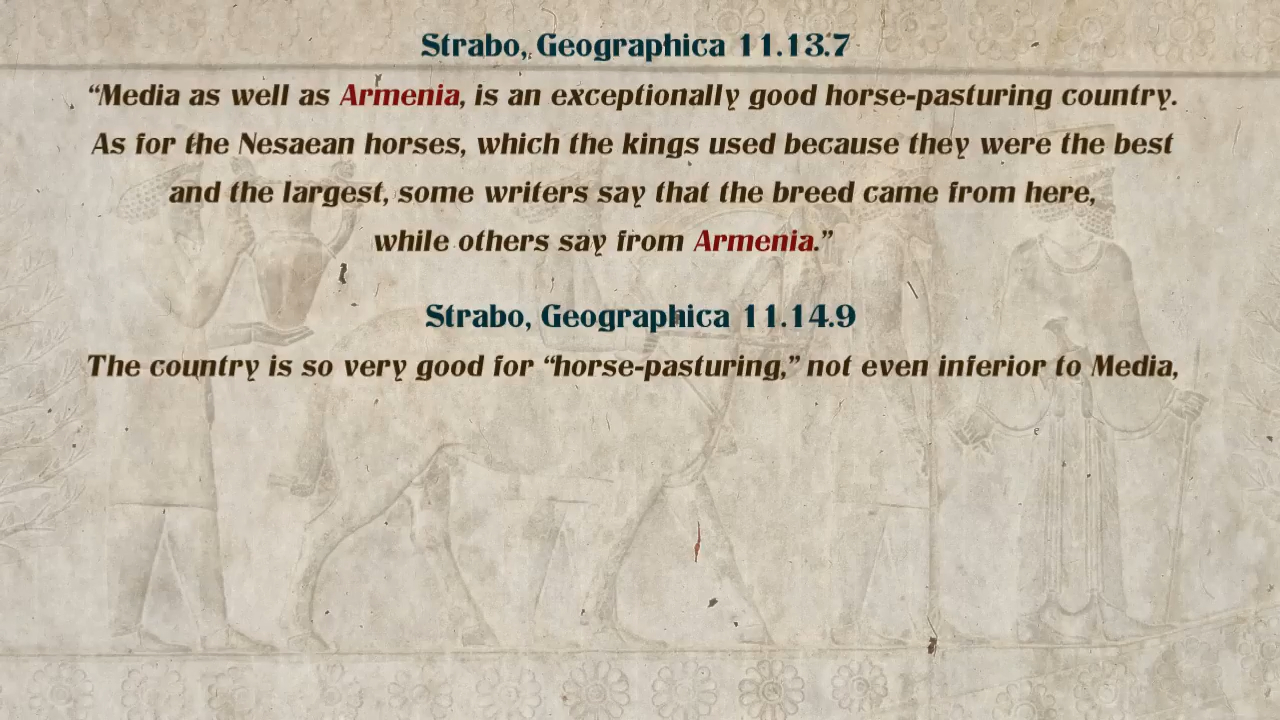 Strabo, Geographica 11.13.7
“Media as well as Armenia, is an exceptionally good horse-pasturing country.
As for the Nesaean horses, which the kings used because they were the best
and the largest, some writers say that the breed came from here,
while others say from Armenia.”
Strabo, Geographica 11.14.9
The country is so very good for “horse-pasturing,” not even inferior to Media,